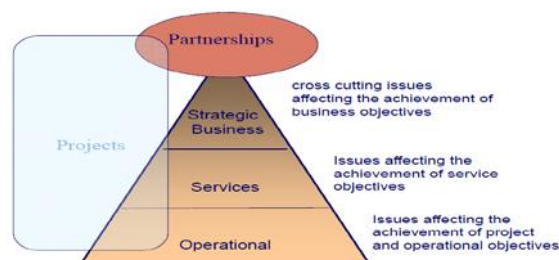 Partnerships
cross cutting issues
affecting the achievement of
business objectives
Strategic
Business
Projects
Issues affecting the
achievement of service
objectives
Services
Issues affecting the
achievement of project
and operational objectives
Operational